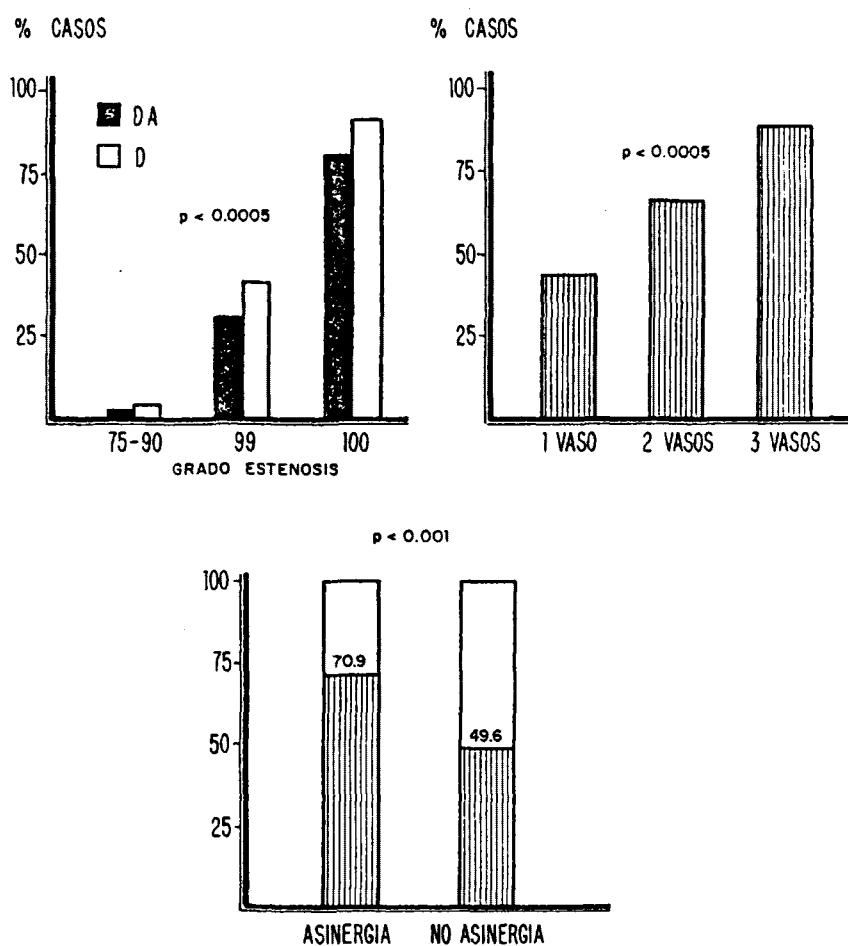 % CASOS
100
75
50
25
DA
D
p < 0.0005
75-90 99 100
GRADO ESTENOSIS
% CASOS
100
75
50
25
p < 0.0005
1 VASO 2 VASOS 3 VASOS
p < 0.001
100
75
50
25
70.9
49.6
ASINERGIA NO ASINERGIA